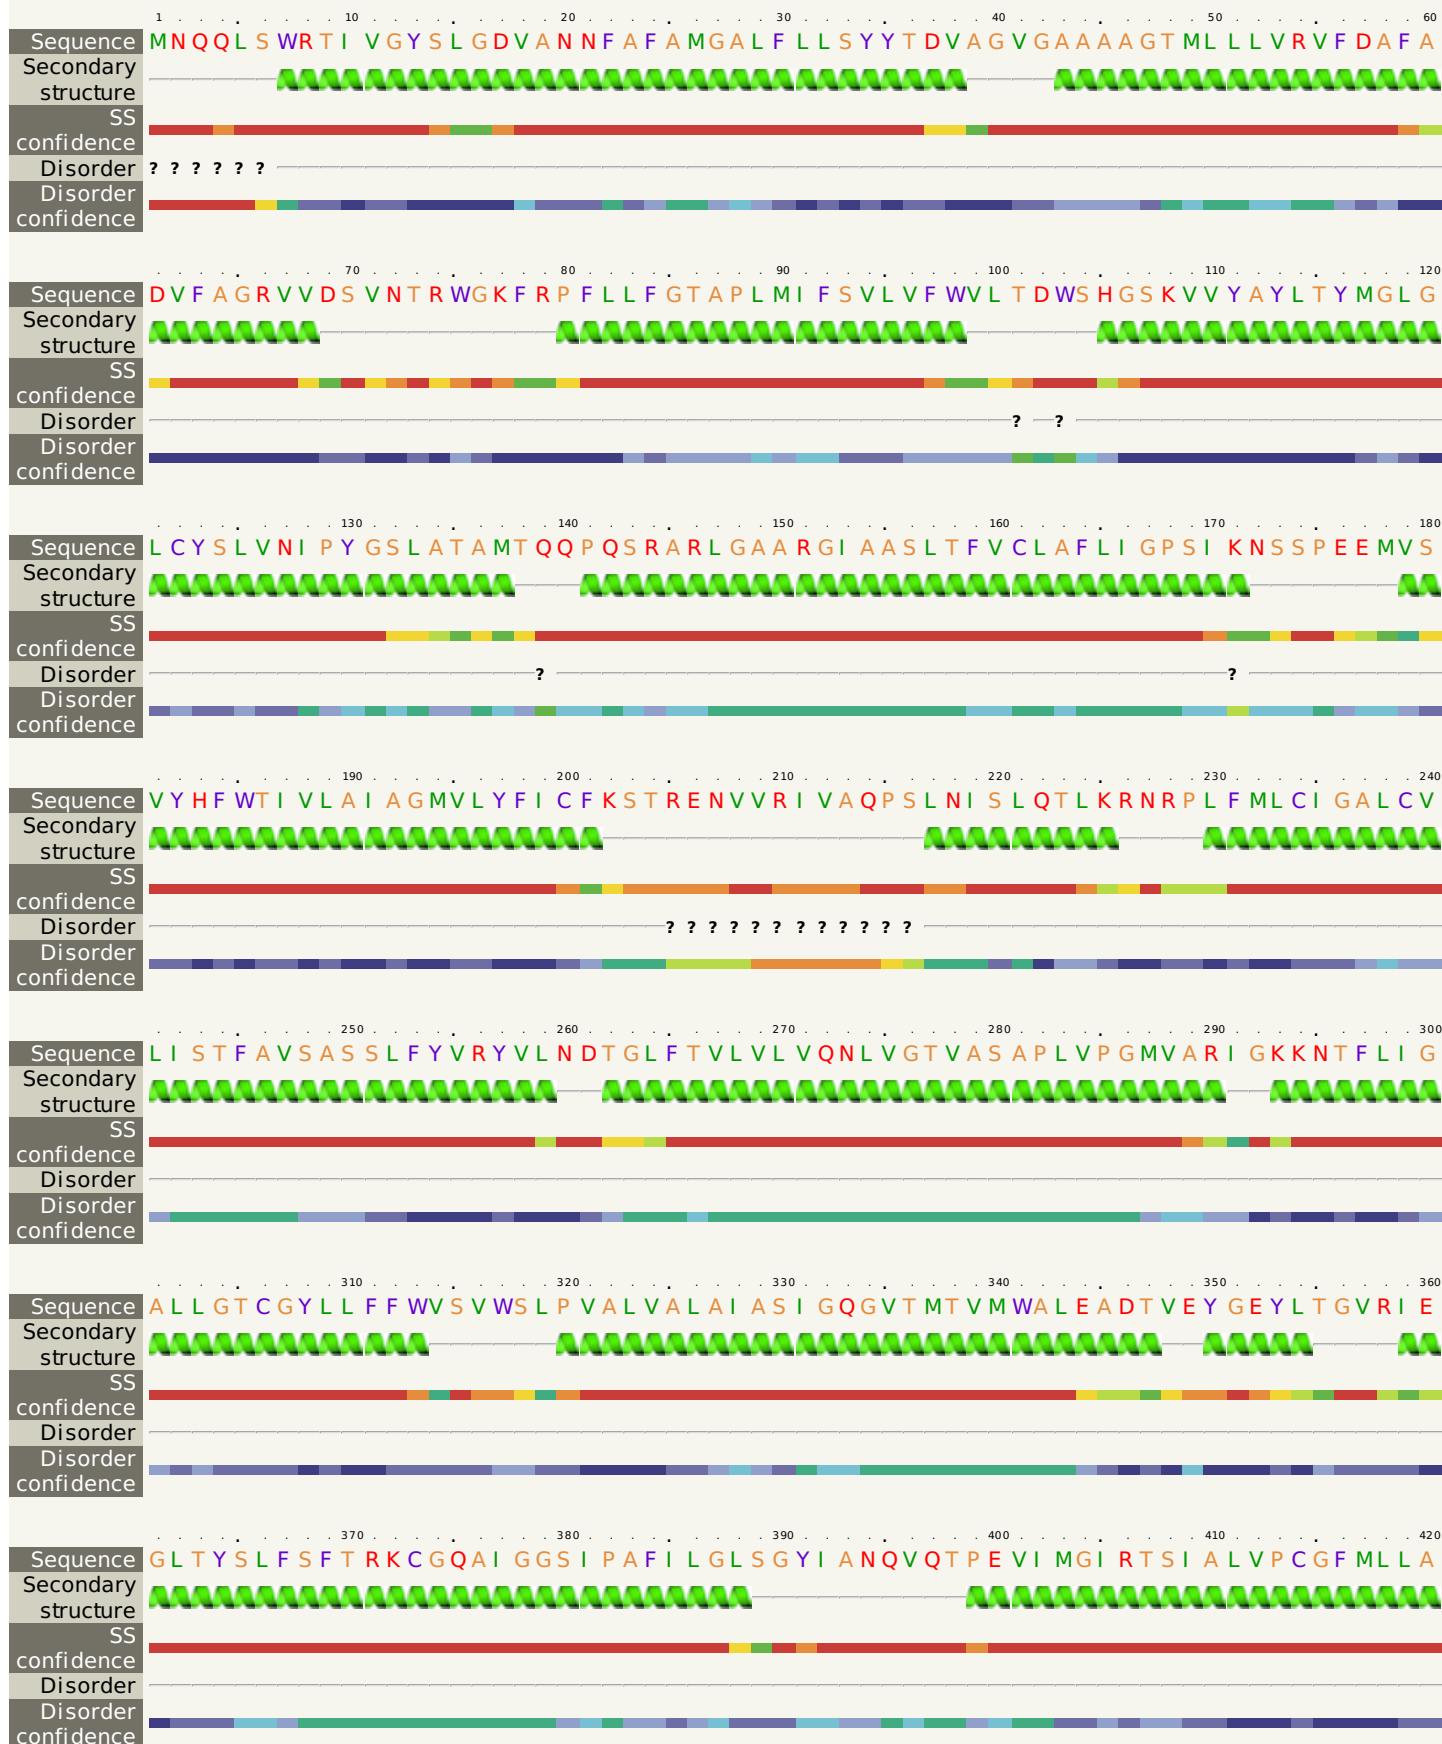 1 10 20 30 40 50 60
Sequence MNQQLSWRTIVGYSLGDVANNFAFAMGALFLLSYYTDVAGVGAAAAGTMLLLVRVFDAFA
Secondary
structure
SS
confidence
Disorder ? ? ? ? ? ?
Disorder
confidence
70 80 90 100 110 120
Sequence DVFAGRVVDSVNTRWGKFRPFLLFGTAPLMIFSVLVFWVLTDWSHGSKVVYAYLTYMGLG
Secondary
structure
SS
confidence
Disorder ? ?
Disorder
confidence
130 140 150 160 170 180
Sequence LCYSLVNIPYGSLATAMTQQPQSRARLGAARGIAASLTFVCLAFLIGPSIKNSSPEEMVS
Secondary
structure
SS
confidence
Disorder ? ?
Disorder
confidence
190 200 210 220 230 240
Sequence VYHFWTIVLAIAGMVLYFICFKSTRENVVRIVAQPSLNISLQTLKRNRPLFMLCIGALCV
Secondary
structure
SS
confidence
Disorder ? ? ? ? ? ? ? ? ? ? ? ?
Disorder
confidence
250 260 270 280 290 300
Sequence LISTFAVSASSLFYVRYVLNDTGLFTVLVLVQNLVGTVASAPLVPGMVARIGKKNTFLIG
Secondary
structure
SS
confidence
Disorder
Disorder
confidence
310 320 330 340 350 360
Sequence ALLGTCGYLLFFWVSVWSLPVALVALAIASIGQGVTMTVMWALEADTVEYGEYLTGVRIE
Secondary
structure
SS
confidence
Disorder
Disorder
confidence
370 380 390 400 410 420
Sequence GLTYSLFSFTRKCGQAIGGSIPAFILGLSGYIANQVQTPEVIMGIRTSIALVPCGFMLLA
Secondary
structure
SS
confidence
Disorder
Disorder
confidence